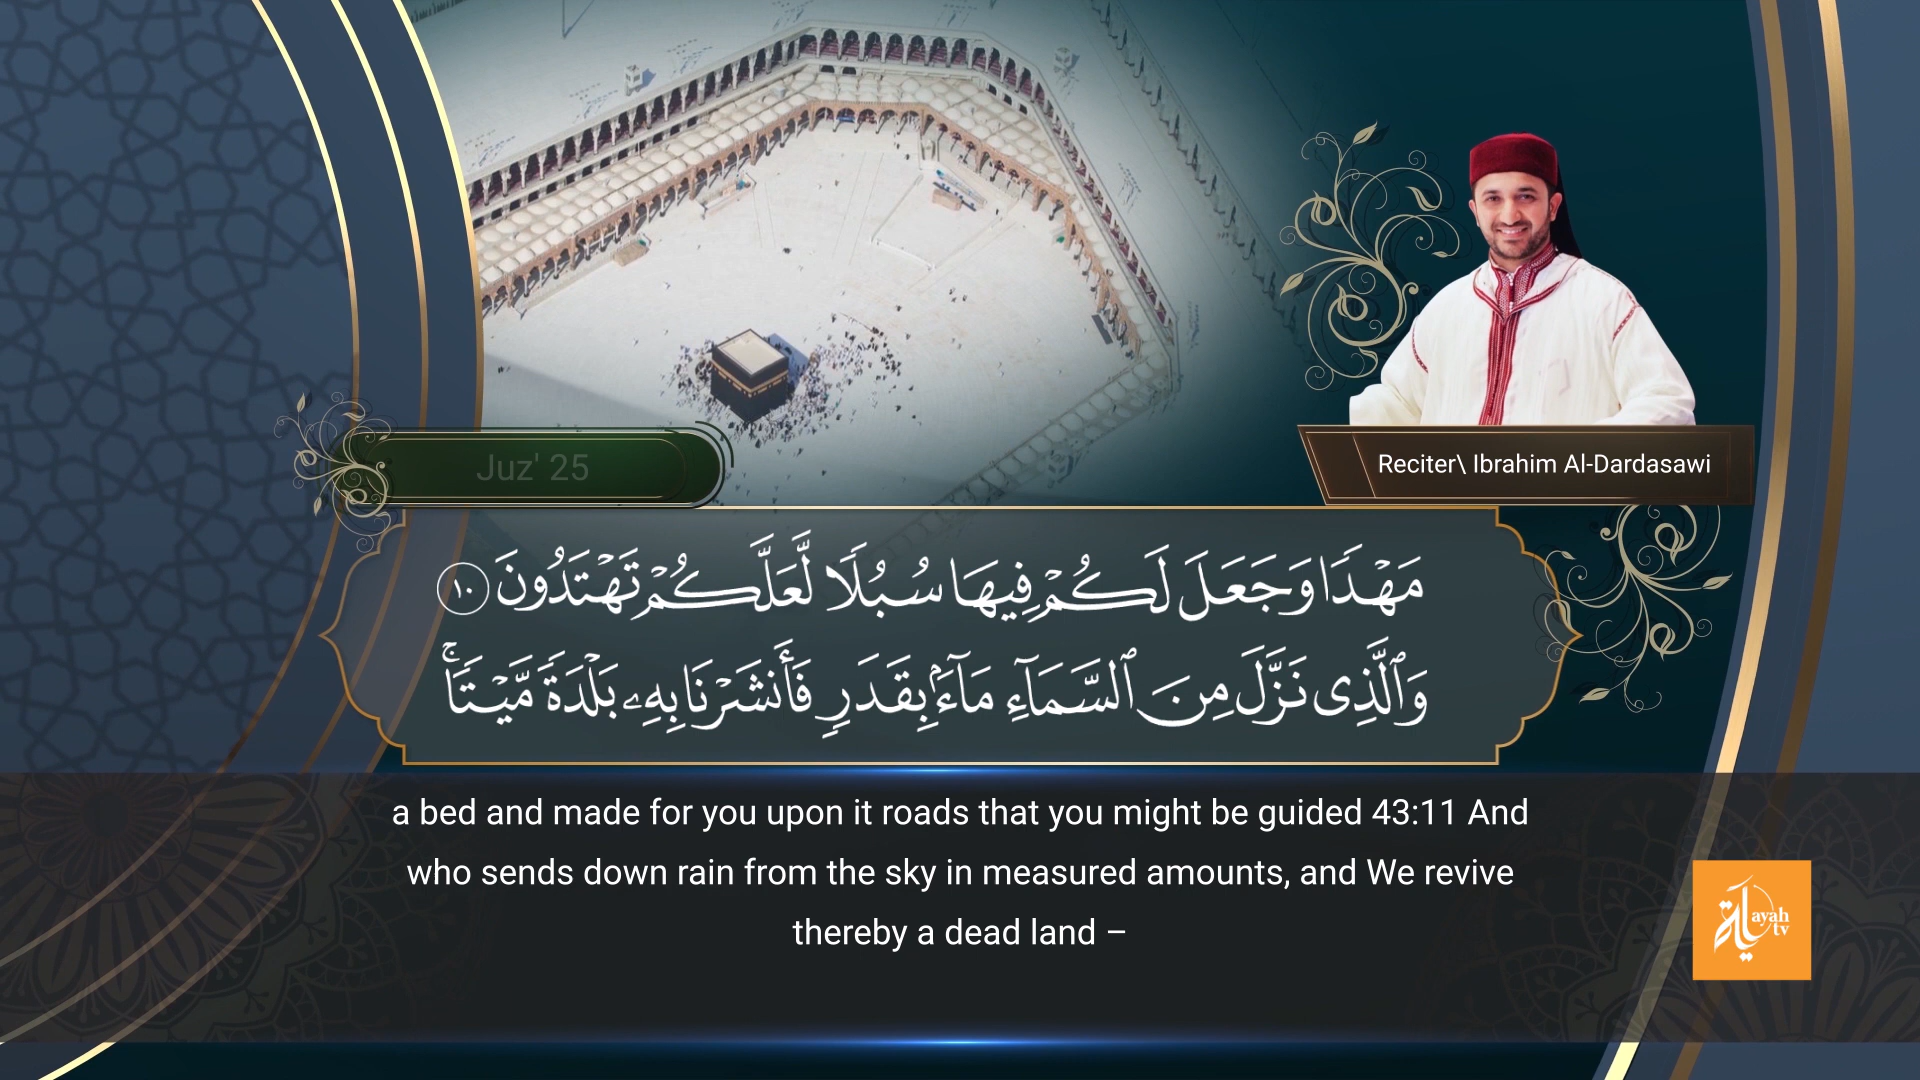 Juz' 25
Reciter\ Ibrahim Al-Dardasawi
مَهْدًا وَجَعَلَ لَكُمْ فِيهَا سُبُلًا لَّعَلَّكُمْ تَهْتَدُونَ ١٠
وَٱلَّذِى نَزَّلَ مِنَ ٱلسَّمَآءِ مَآءًۢ بِقَدَرٍ فَأَنشَرْنَا بِهِۦ بَلْدَةً مَّيْتًا ۚ
a bed and made for you upon it roads that you might be guided 43:11 And
who sends down rain from the sky in measured amounts, and We revive
thereby a dead land –
آية
ayah
tv